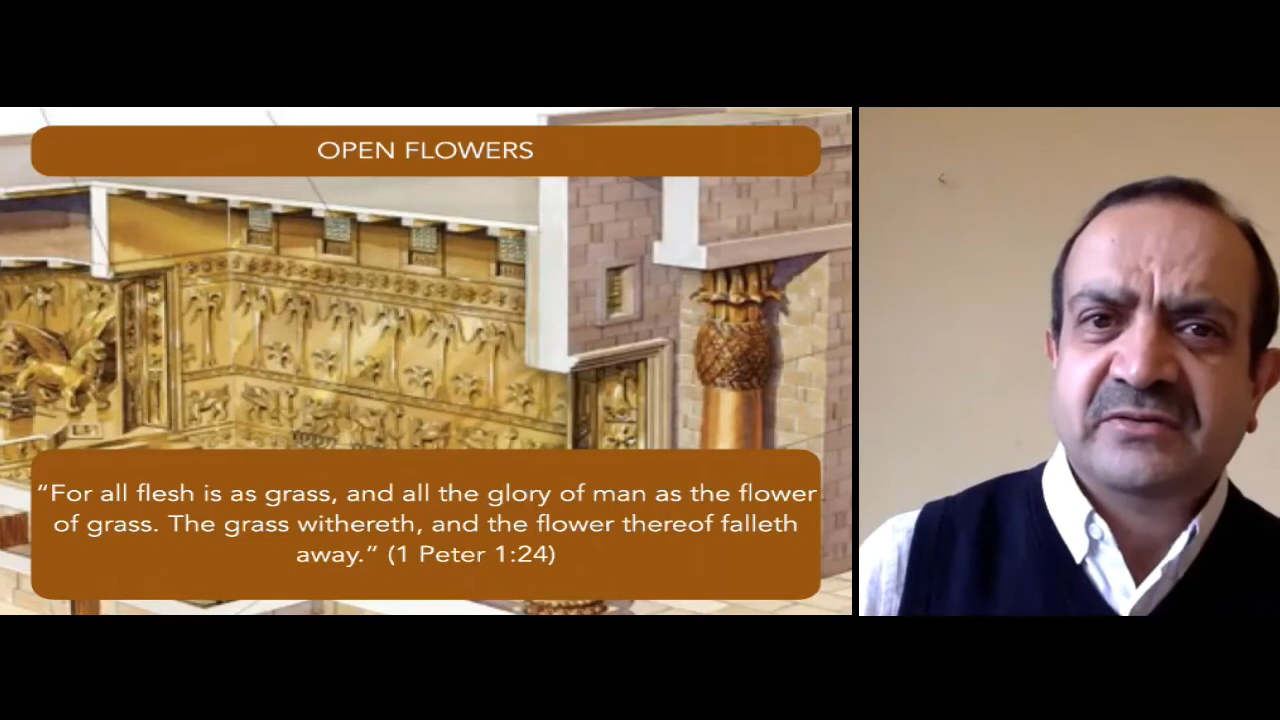 OPEN FLOWERS
“For all flesh is as grass, and all the glory of man as the flower
of grass. The grass withereth, and the flower thereof falleth
away.” (1 Peter 1:24)